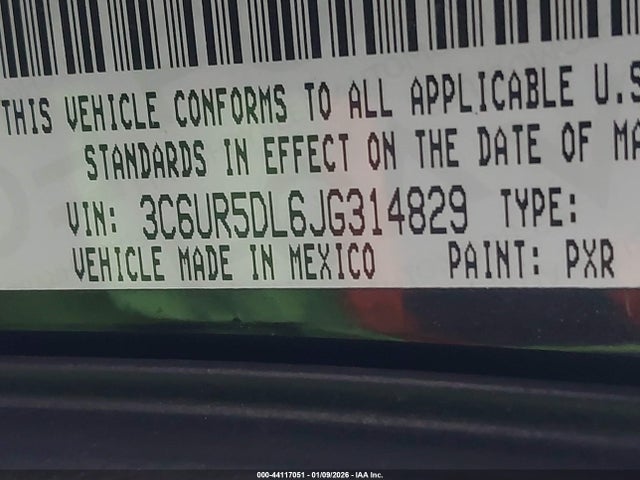 THIS VEHICLE CONFORMS TO ALL APPLICABLE U.S
STANDARDS IN EFFECT ON THE DATE OF MA
VIN: 3C6UR5DL6JG314829 TYPE:
VEHICLE MADE IN MEXICO PAINT: PXR
000-44117051 - 01/09/2026 - IAA Inc.